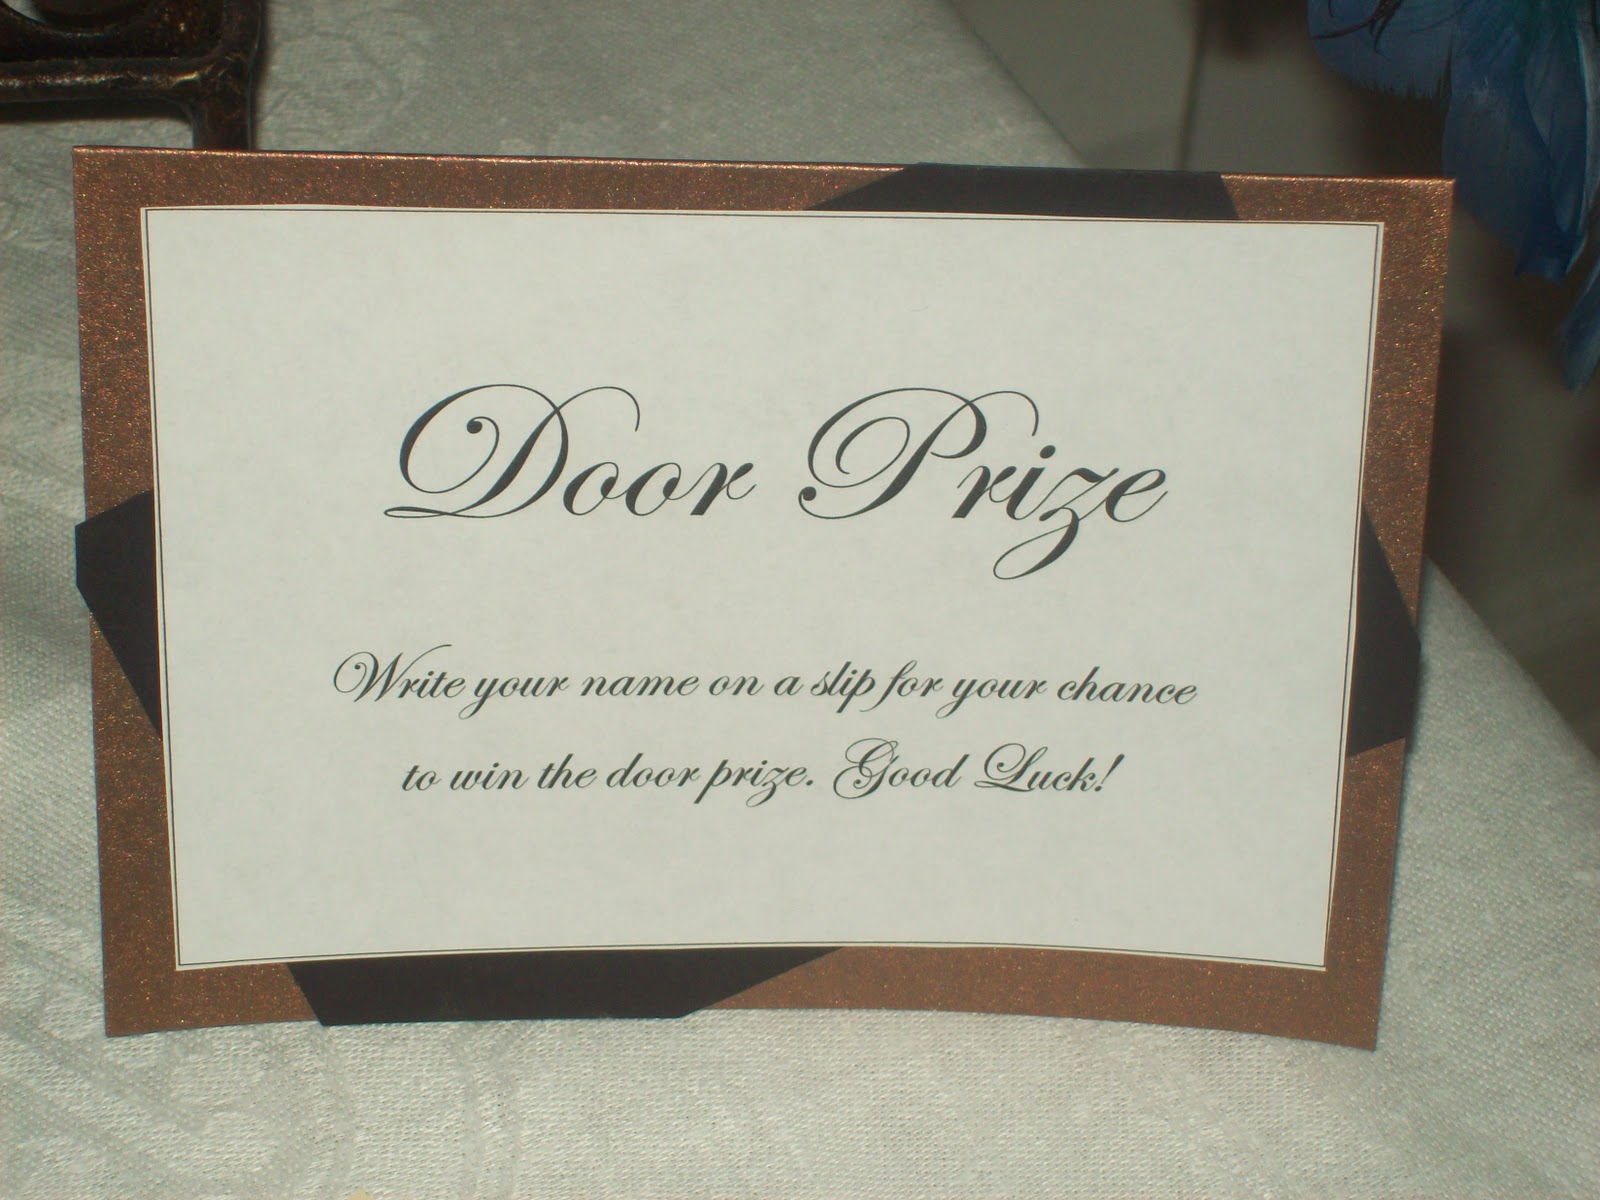 Door Prize
Write your name on a slip for your chance
to win the door prize. Good Luck!